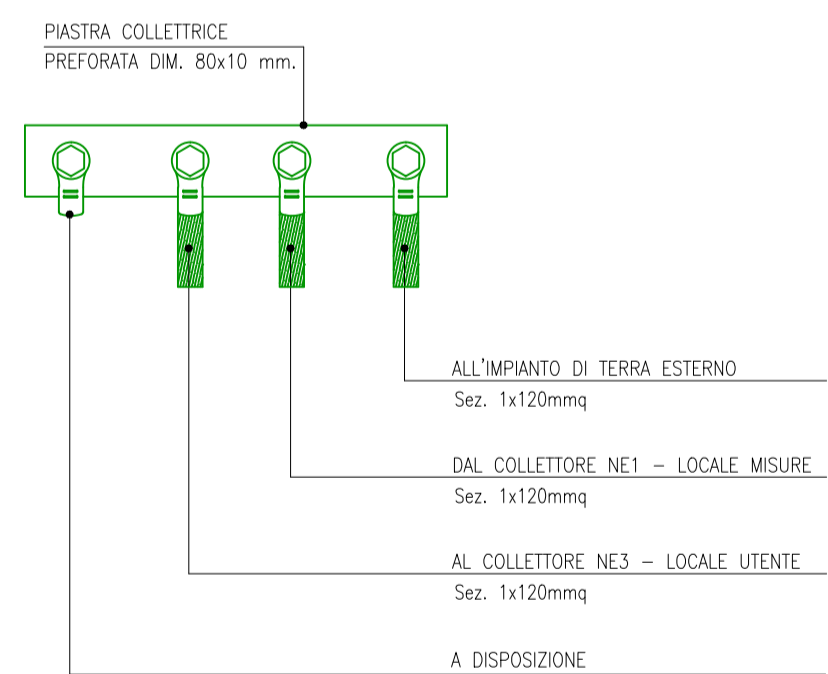 PIASTRA COLLETTRICE
PREFORATA DIM. 80x10 mm.
ALL'IMPIANTO DI TERRA ESTERNO
Sez. 1x120mmq
DAL COLLETTORE NE1 – LOCALE MISURE
Sez. 1x120mmq
AL COLLETTORE NE3 – LOCALE UTENTE
Sez. 1x120mmq
A DISPOSIZIONE